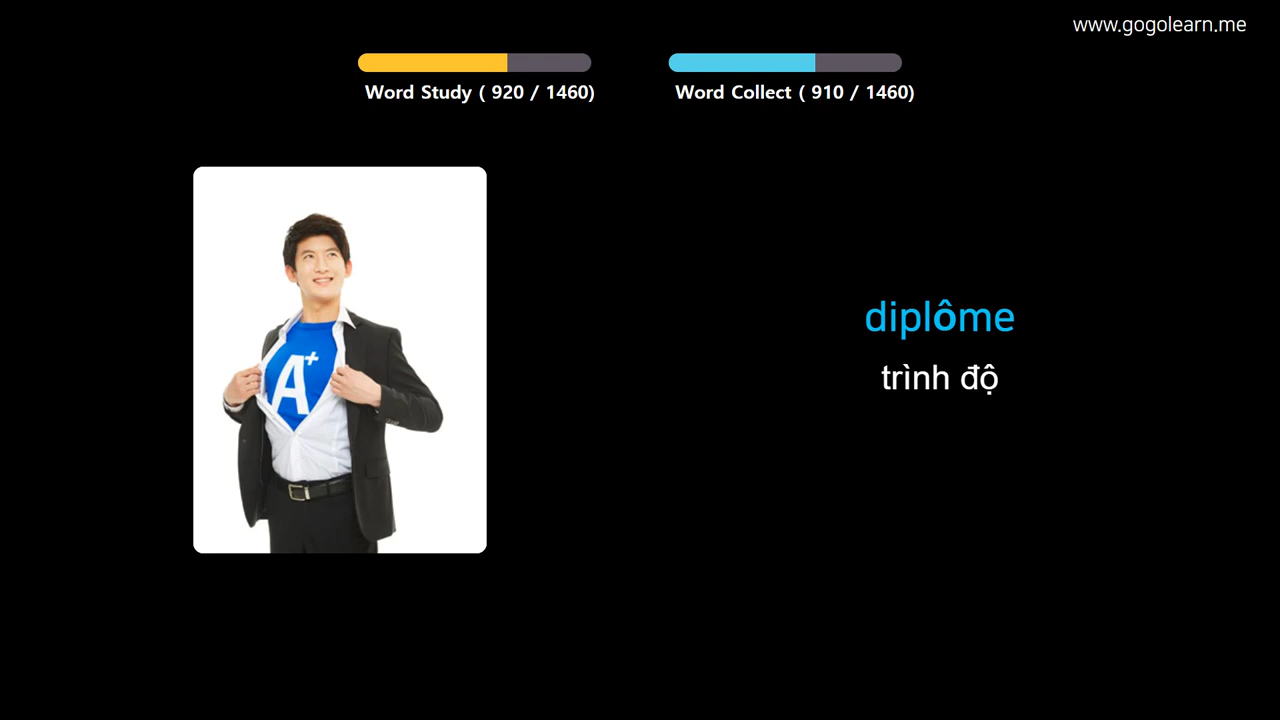 www.gogolearn.me
Word Study ( 920 / 1460)
Word Collect ( 910 / 1460)
A+
diplôme
trình độ